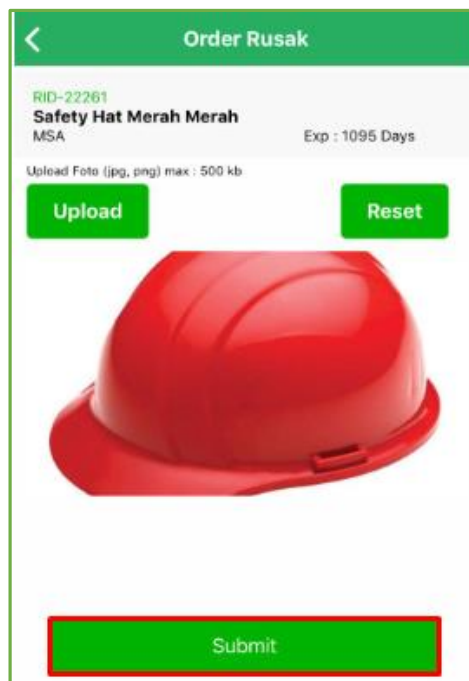 Order Rusak
RID-22261
Safety Hat Merah Merah
MSA Exp : 1095 Days
Upload Foto (jpg, png) max : 500 kb
Upload Reset
Submit